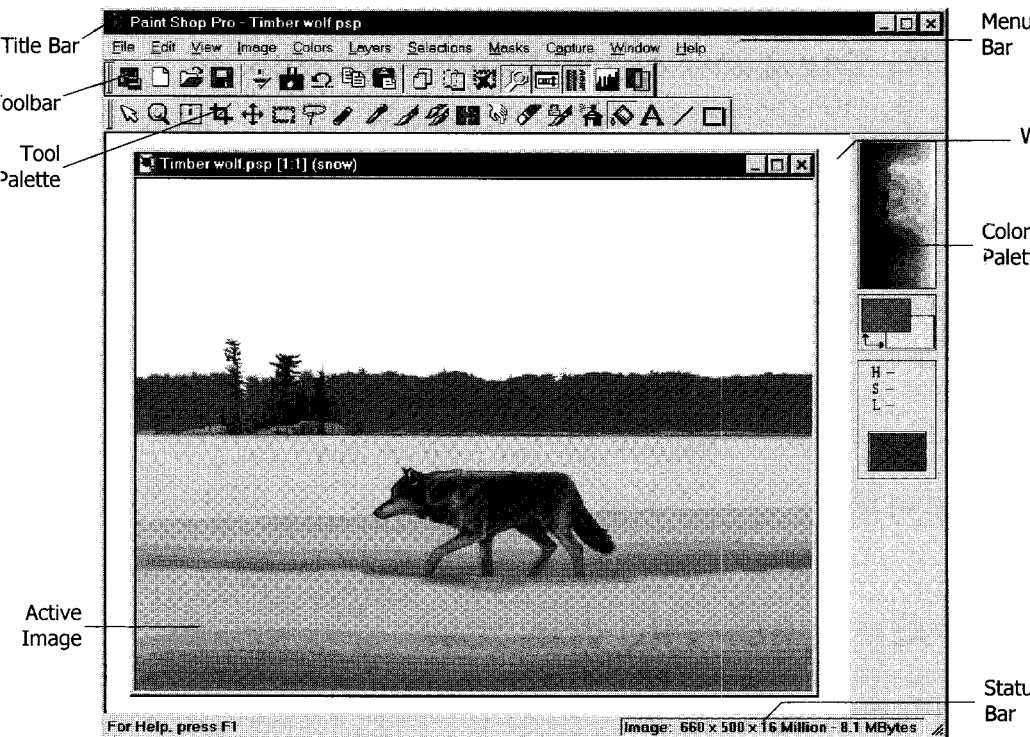 Paint Shop Pro - Timber wolf.psp
Menu
Bar
Title Bar
File Edit View Image Colors Layers Selections Masks Capture Window Help
Toolbar
Tool
Palette
Timber wolf.psp [1:1] (snow)
Color
Palett
H -
S -
L -
Active
Image
Statu
Bar
For Help, press F1
Image: 660 x 500 x 16 Million - 8.1 MBytes